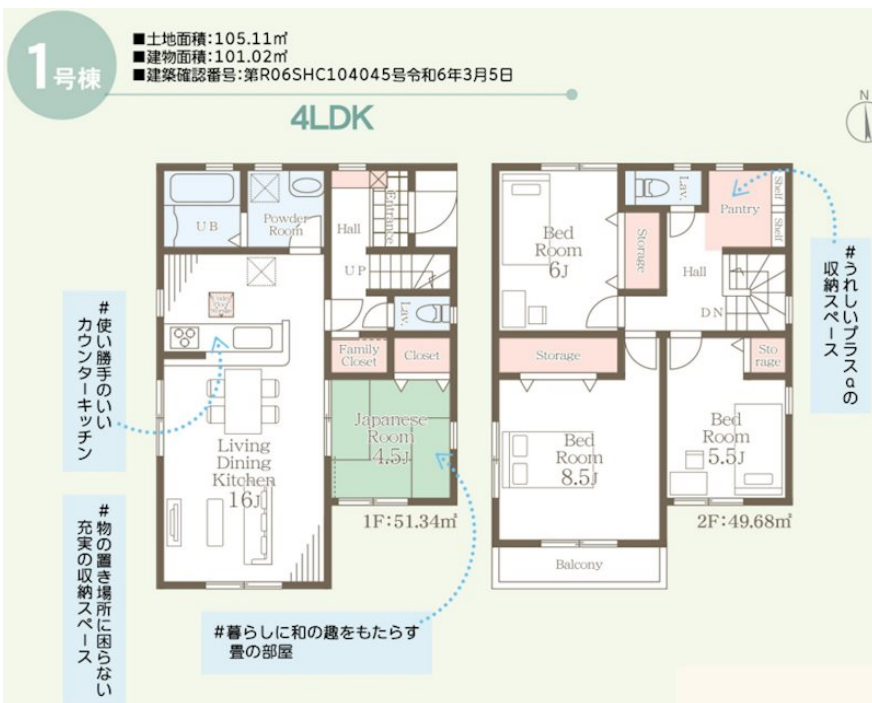 1号棟
■土地面積:105.11㎡
■建物面積:101.02㎡
■建築確認番号:第R06SHC104045号令和6年3月5日
4LDK
N
UB
Powder
Room
Hall
Entrance
UP
Under
Floor
Storage
Lav.
Family
Closet
Closet
Living
Dining
Kitchen
16J
Japanese
Room
4.5J
1F:51.34㎡
Bed
Room
6J
Storage
Lav.
Pantry
Shelf
Shelf
Hall
DN
Storage
Sto
rage
Bed
Room
8.5J
Bed
Room
5.5J
2F:49.68㎡
Balcony
#使い勝手のいい
カウンターキッチン
#物の置き場所に困らない
充実の収納スペース
#暮らしに和の趣をもたらす
畳の部屋
#うれしいプラスαの
収納スペース